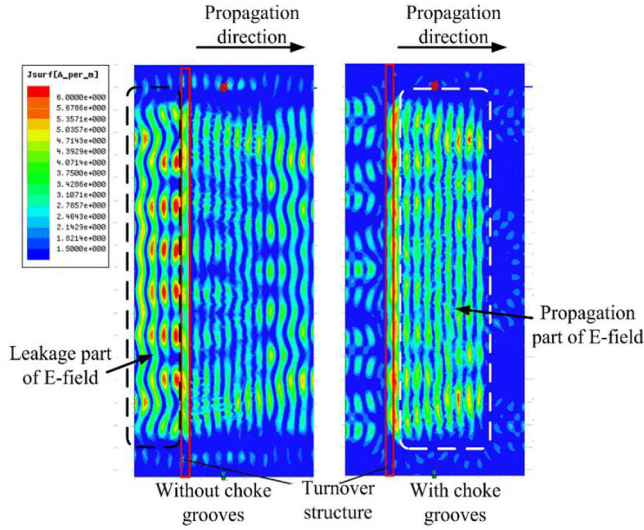 Propagation
direction
Propagation
direction
Jsurf[A_per_m]
6.0000e+000
5.6786e+000
5.3571e+000
5.0357e+000
4.7143e+000
4.3929e+000
4.0714e+000
3.7500e+000
3.4286e+000
3.1071e+000
2.7857e+000
2.4643e+000
2.1429e+000
1.8214e+000
1.5000e+000
Leakage part
of E-field
Propagation
part of E-field
Without choke
grooves
Turnover
structure
With choke
grooves